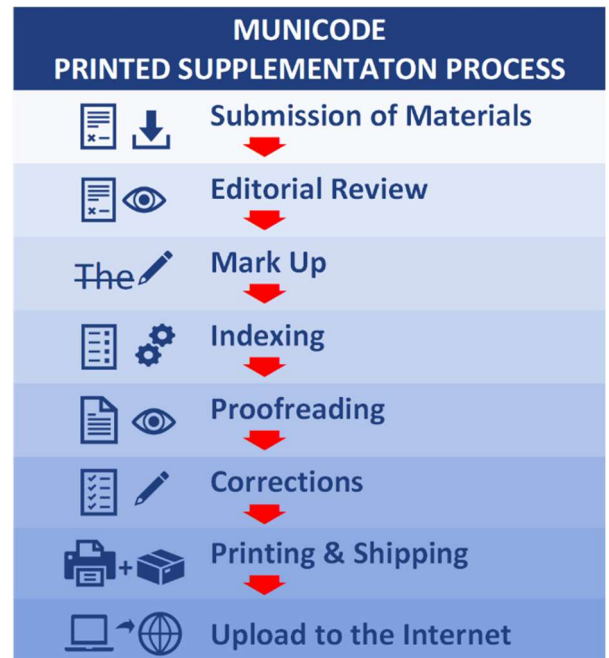 MUNICODE
PRINTED SUPPLEMENTATON PROCESS
Submission of Materials
Editorial Review
The
Mark Up
Indexing
Proofreading
Corrections
+
Printing & Shipping
Upload to the Internet